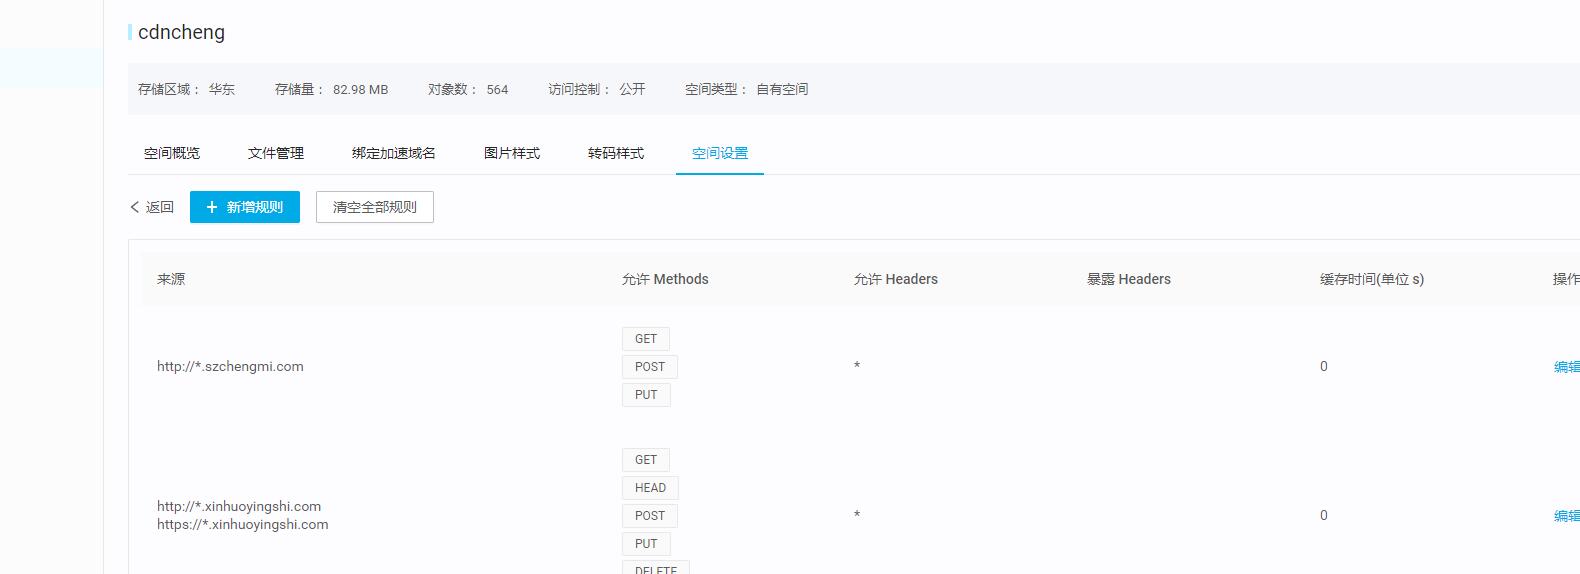 cdncheng
存储区域： 华东 存储量： 82.98 MB 对象数： 564 访问控制： 公开 空间类型： 自有空间
空间概览 文件管理 绑定加速域名 图片样式 转码样式 空间设置
返回 + 新增规则 清空全部规则
来源 允许 Methods 允许 Headers 暴露 Headers 缓存时间(单位 s) 操作
GET
http://*.szchengmi.com POST * 0 编辑
PUT
GET
HEAD
http://*.xinhuoyingshi.com
https://*.xinhuoyingshi.com POST * 0 编辑
PUT
DELETE